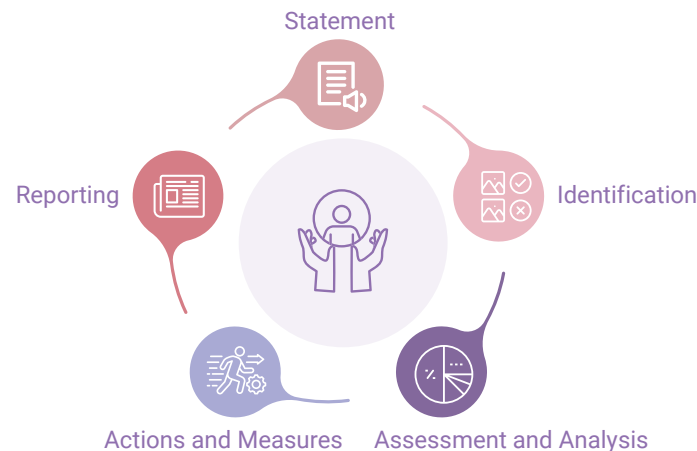 Statement
Reporting
Identification
Actions and Measures
Assessment and Analysis
%